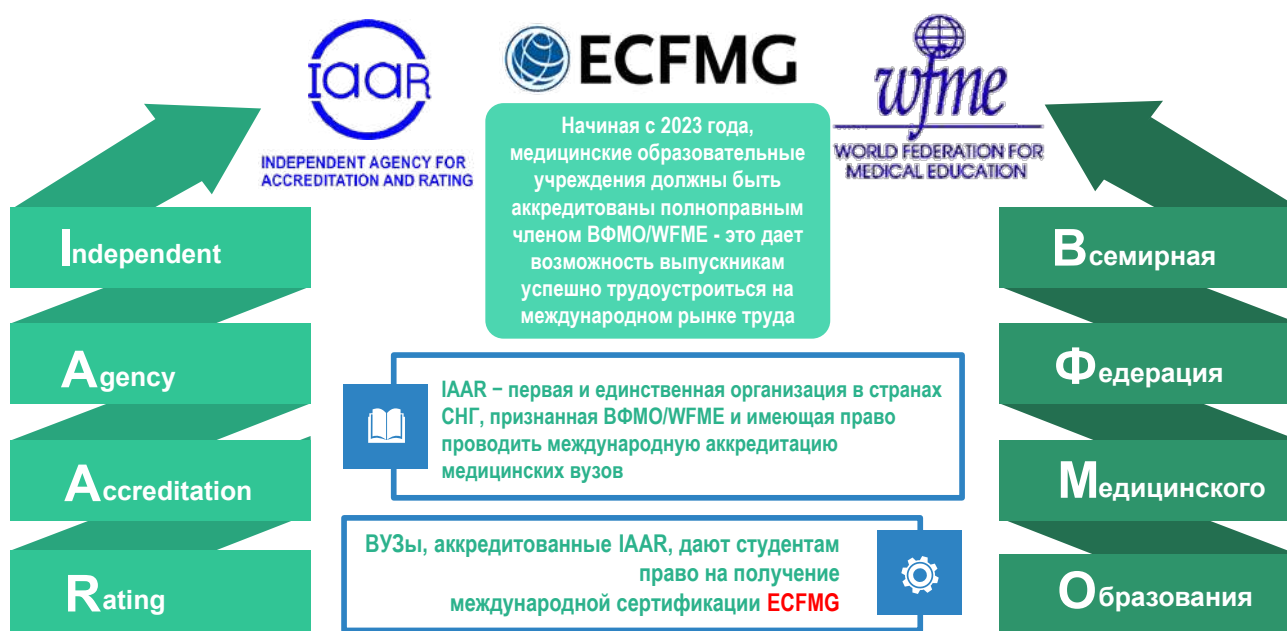 IAAR
INDEPENDENT AGENCY FOR
ACCREDITATION AND RATING
ECFMG
wfme
WORLD FEDERATION FOR
MEDICAL EDUCATION
Начиная с 2023 года,
медицинские образовательные
учреждения должны быть
аккредитованы полноправным
членом ВФМО/WFME - это дает
возможность выпускникам
успешно трудоустроиться на
международном рынке труда
Independent
Agency
Accreditation
Rating
IAAR – первая и единственная организация в странах
СНГ, признанная ВФМО/WFME и имеющая право
проводить международную аккредитацию
медицинских вузов
ВУЗы, аккредитованные IAAR, дают студентам
право на получение
международной сертификации ECFMG
Всемирная
Федерация
Медицинского
Образования